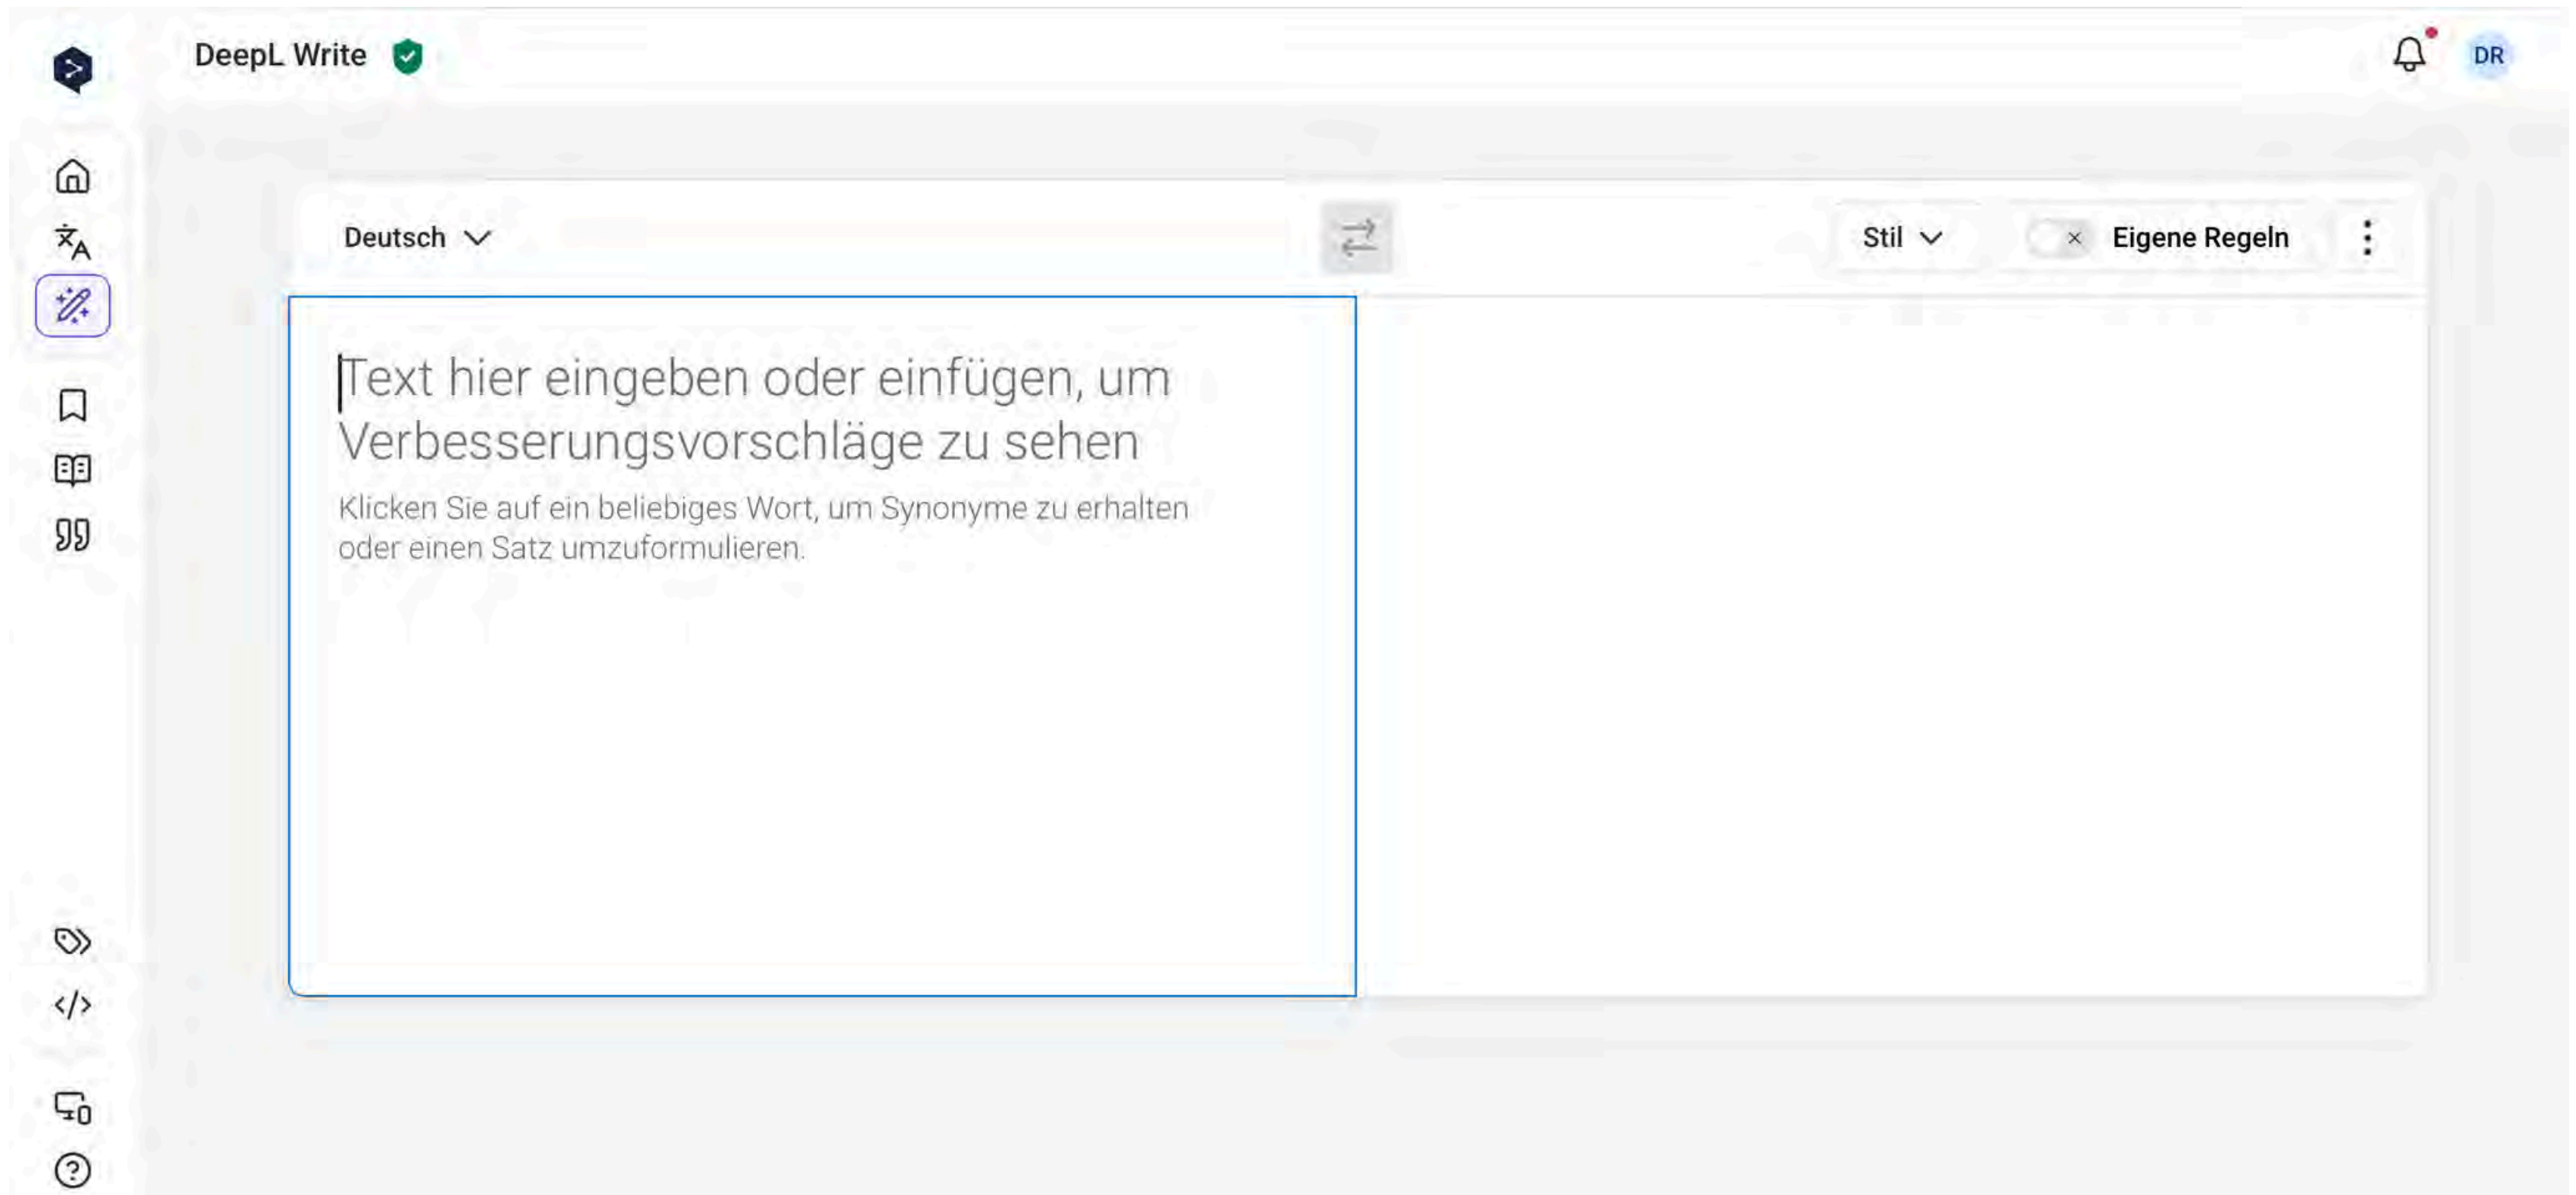 DeepL Write
DR
Deutsch
Stil
Eigene Regeln
Text hier eingeben oder einfügen, um
Verbesserungsvorschläge zu sehen
Klicken Sie auf ein beliebiges Wort, um Synonyme zu erhalten
oder einen Satz umzuformulieren.